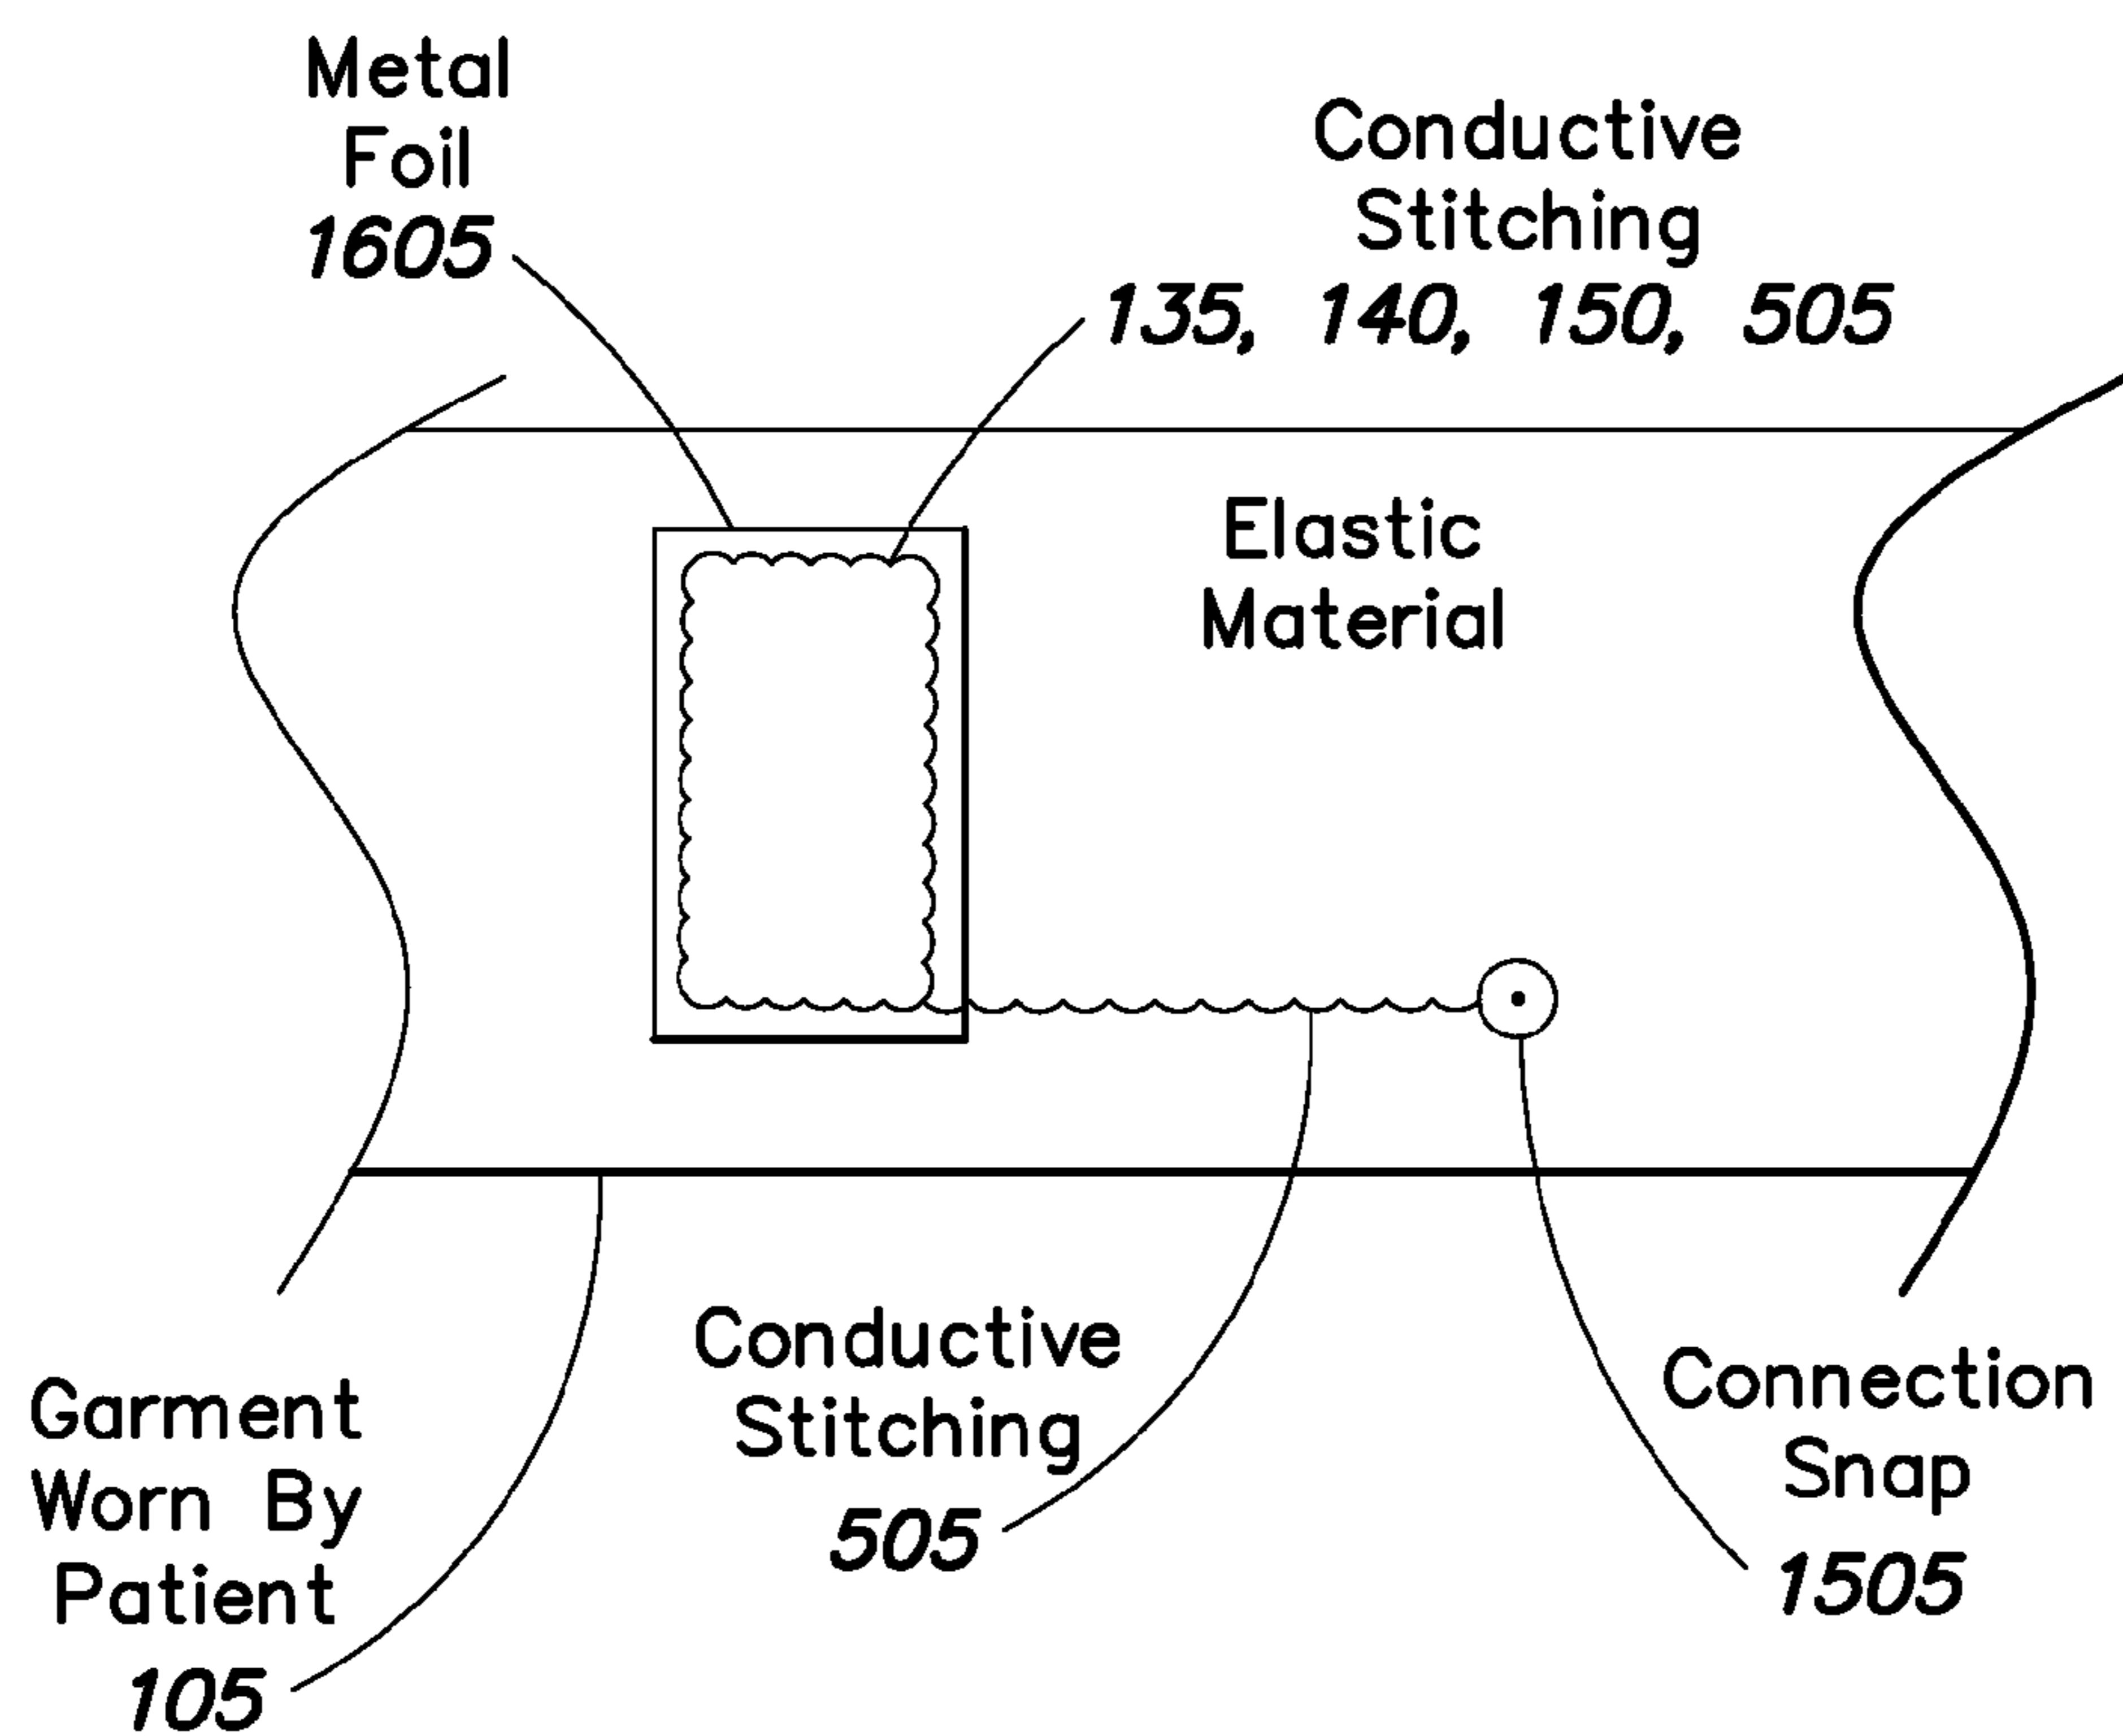 Metal
Foil
1605
Conductive
Stitching
135, 140, 150, 505
Elastic
Material
Garment
Worn By
Patient
105
Conductive
Stitching
505
Connection
Snap
1505